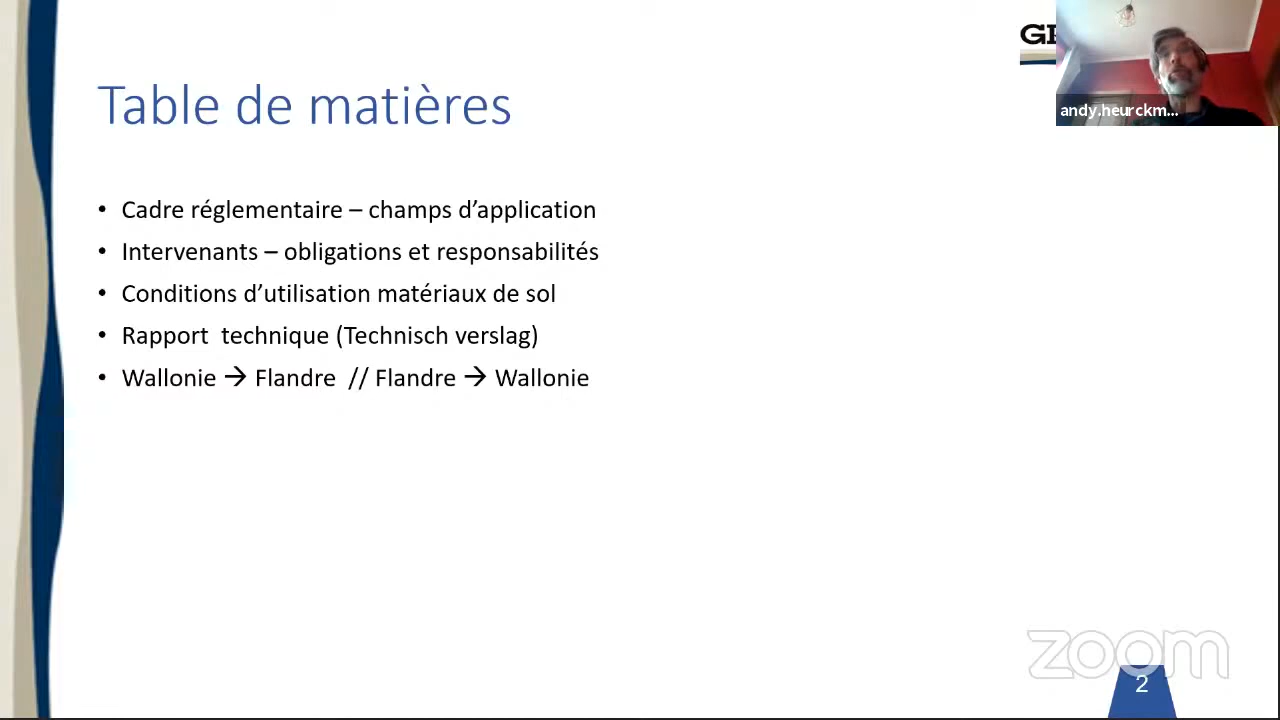 Table de matières
andy.heurckm...
• Cadre réglementaire – champs d’application
• Intervenants – obligations et responsabilités
• Conditions d’utilisation matériaux de sol
• Rapport technique (Technisch verslag)
• Wallonie → Flandre // Flandre → Wallonie
zoom
2